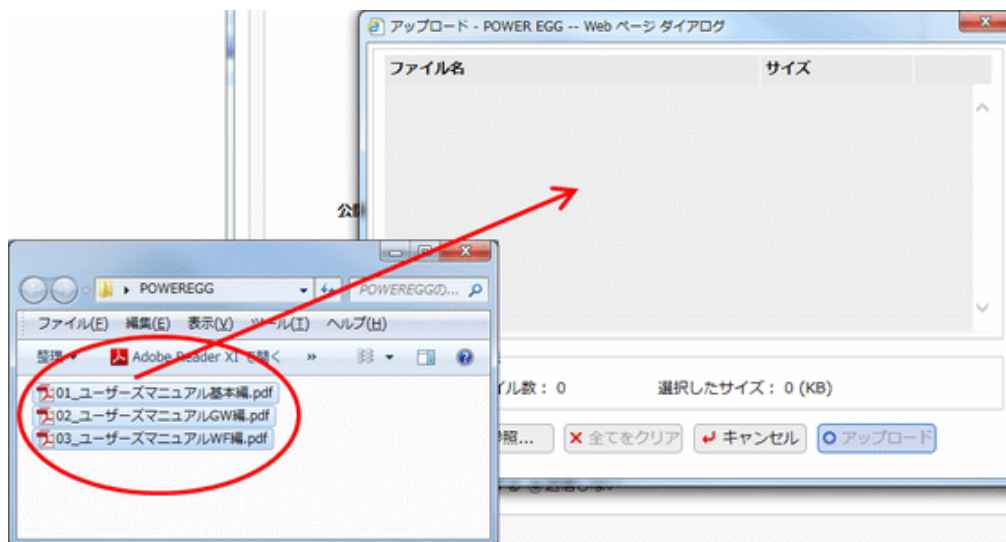 アップロード - POWER EGG -- Web ページ ダイアログ
ファイル名 サイズ
公開
POWEREGG
POWEREGGの...
ファイル(E) 編集(E) 表示(V) ツール(I) ヘルプ(H)
整理 Adobe Reader XI で開く »
01_ユーザーズマニュアル基本編.pdf
02_ユーザーズマニュアルGW編.pdf
03_ユーザーズマニュアルWF編.pdf
イル数： 0 選択したサイズ： 0 (KB)
参照... 全てをクリア キャンセル アップロード